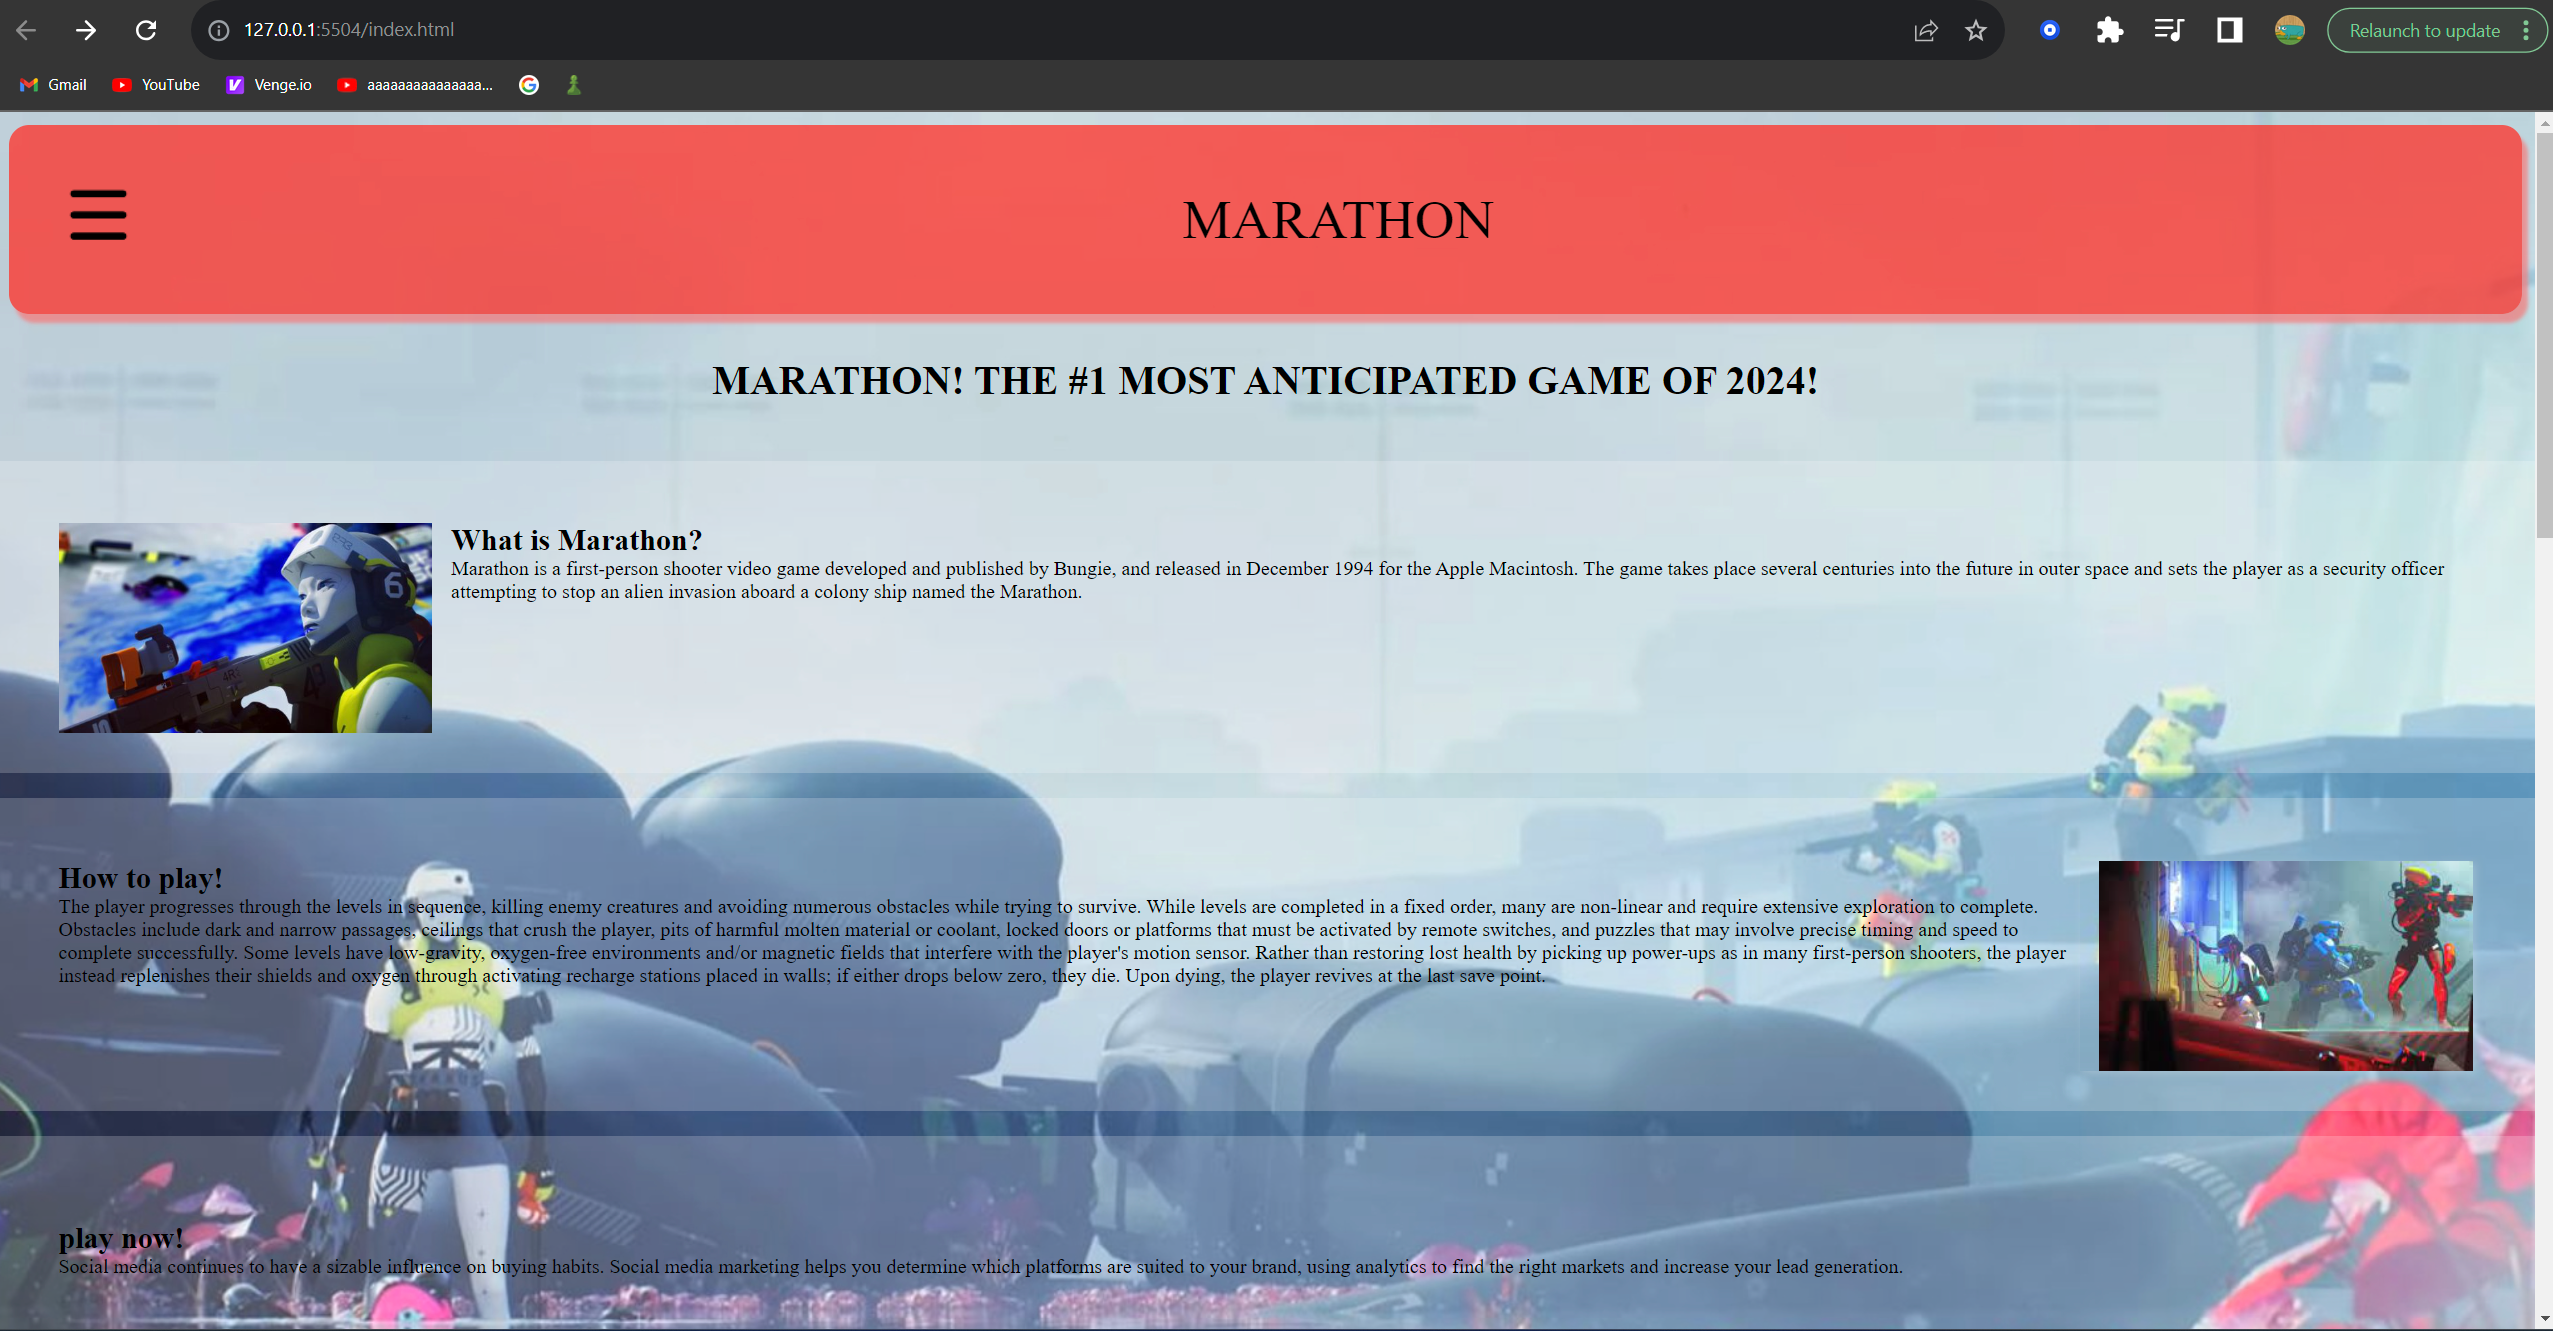 127.0.0.1:5504/index.html
Relaunch to update
Gmail YouTube Venge.io aaaaaaaaaaaaaaa...
MARATHON
MARATHON! THE #1 MOST ANTICIPATED GAME OF 2024!
What is Marathon?
Marathon is a first-person shooter video game developed and published by Bungie, and released in December 1994 for the Apple Macintosh. The game takes place several centuries into the future in outer space and sets the player as a security officer
attempting to stop an alien invasion aboard a colony ship named the Marathon.
6
How to play!
The player progresses through the levels in sequence, killing enemy creatures and avoiding numerous obstacles while trying to survive. While levels are completed in a fixed order, many are non-linear and require extensive exploration to complete.
Obstacles include dark and narrow passages, ceilings that crush the player, pits of harmful molten material or coolant, locked doors or platforms that must be activated by remote switches, and puzzles that may involve precise timing and speed to
complete successfully. Some levels have low-gravity, oxygen-free environments and/or magnetic fields that interfere with the player's motion sensor. Rather than restoring lost health by picking up power-ups as in many first-person shooters, the player
instead replenishes their shields and oxygen through activating recharge stations placed in walls; if either drops below zero, they die. Upon dying, the player revives at the last save point.
play now!
Social media continues to have a sizable influence on buying habits. Social media marketing helps you determine which platforms are suited to your brand, using analytics to find the right markets and increase your lead generation.